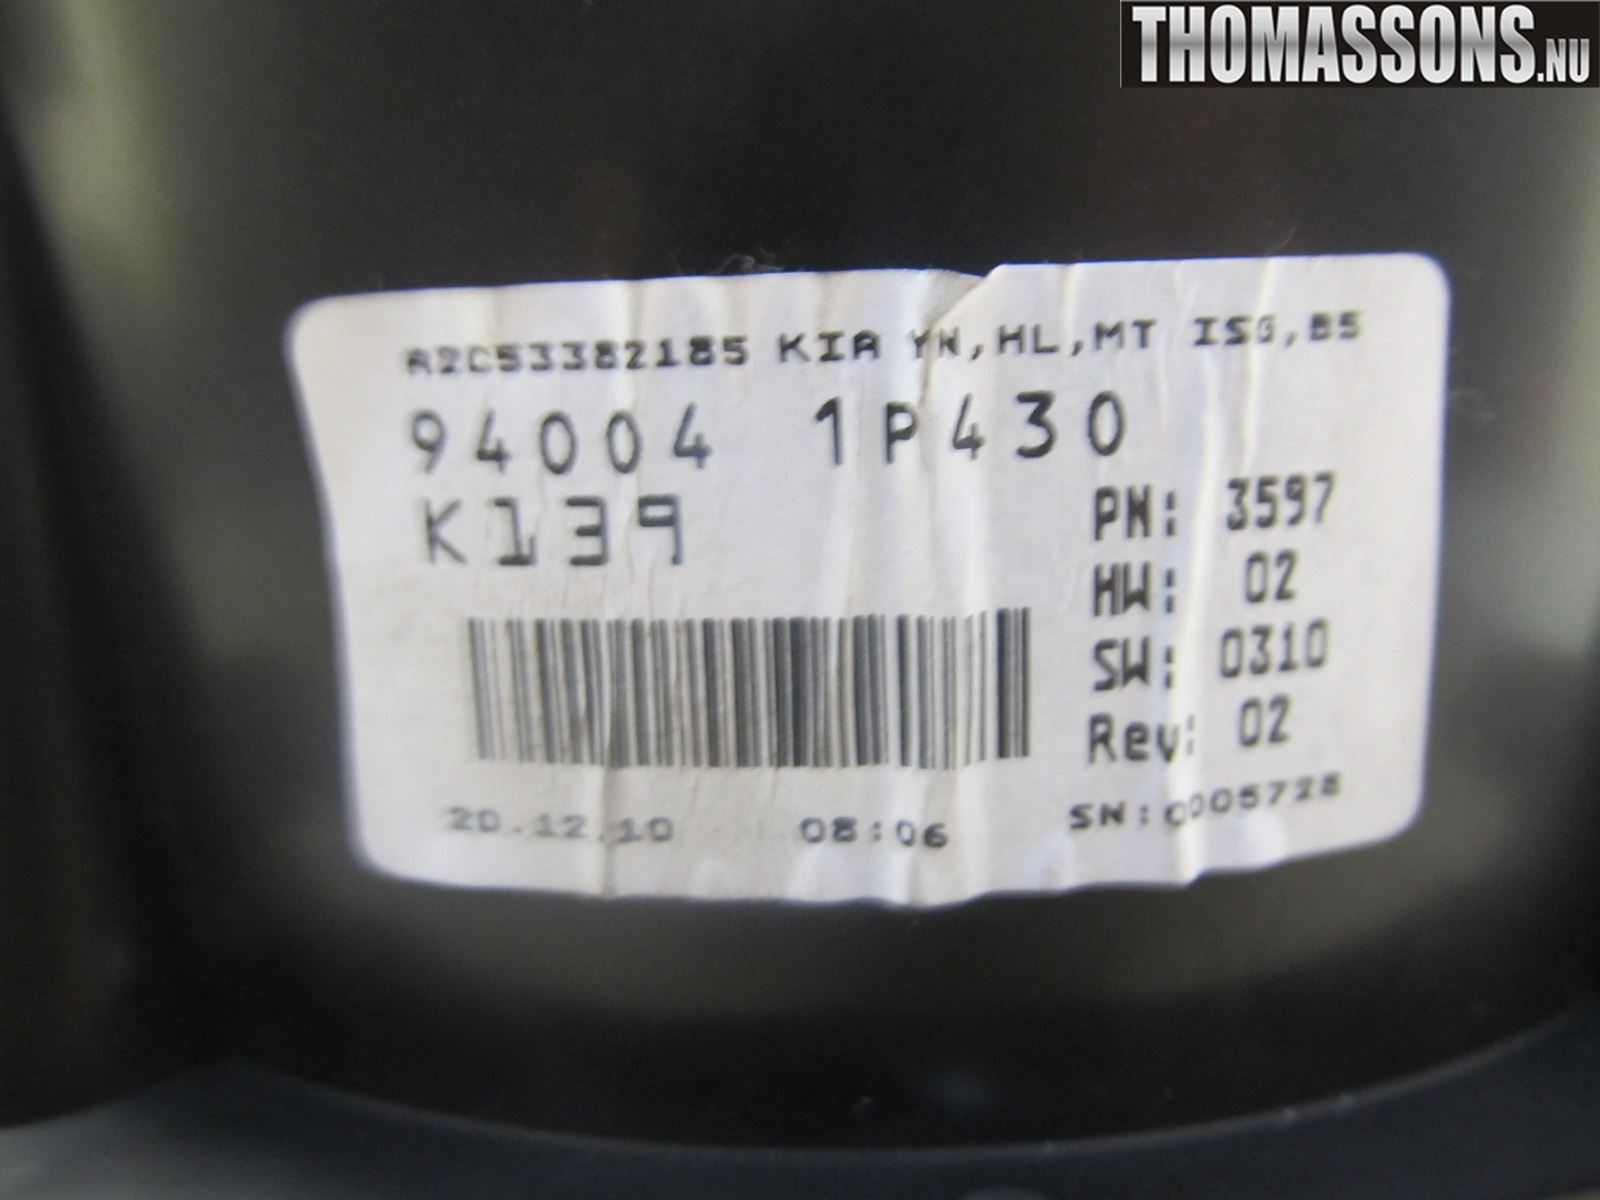 THOMASSONS.NU
A2C53382185 KIA YN,HL,MT ISG,B5
94004 1P430
K139
PN: 3597
HW: 02
SW: 0310
Rev: 02
20.12.10 08:06 SN:0005728